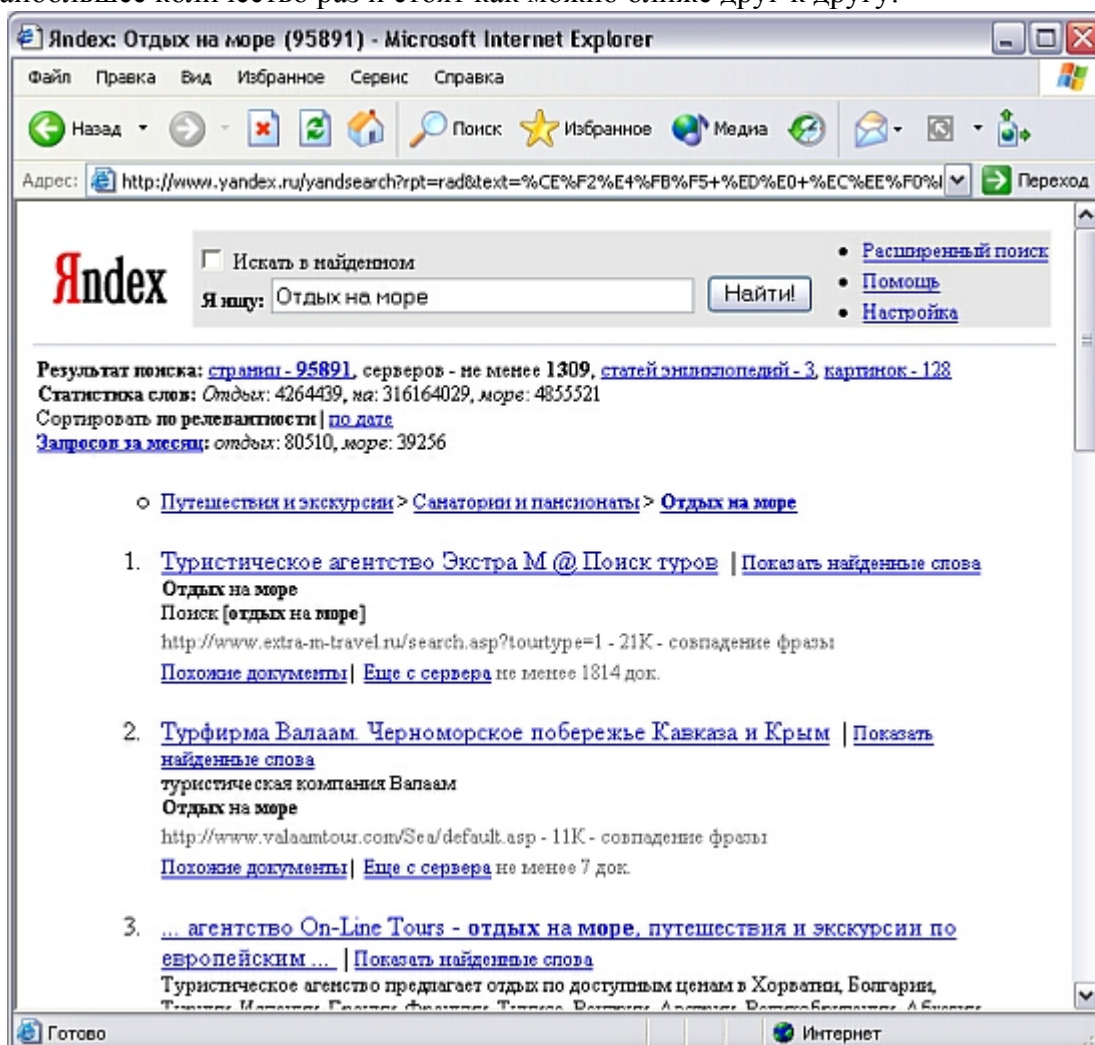 наибольшее количество раз и стоят как можно ближе друг к другу.
Яndex: Отдых на море (95891) - Microsoft Internet Explorer
Файл Правка Вид Избранное Сервис Справка
Назад Поиск Избранное Медиа
Адрес: http://www.yandex.ru/yandsearch?rpt=rad&text=%CE%F2%E4%FB%F5+%ED%E0+%EC%EE%F0% Переход
Яndex
Искать в найденном
Я ищу: Отдых на море Найти!
• Расширенный поиск
• Помощь
• Настройка
Результат поиска: страниц - 95891, серверов - не менее 1309, статей энциклопедий - 3, картинок - 128
Статистика слов: Отдых: 4264439, на: 316164029, море: 4855521
Сортировать по релевантности | по дате
Запросов за месяц: отдых: 80510, море: 39256
Путешествия и экскурсии > Санатории и пансионаты > Отдых на море
1. Туристическое агентство Экстра М @ Поиск туров | Показать найденные слова
Отдых на море
Поиск [отдых на море]
http://www.extra-m-travel.ru/search.asp?tourtype=1 - 21K - совпадение фразы
Похожие документы | Еще с сервера не менее 1814 док.
2. Турфирма Валаам. Черноморское побережье Кавказа и Крым | Показать
найденные слова
туристическая компания Валаам
Отдых на море
http://www.valaamtour.com/Sea/default.asp - 11K - совпадение фразы
Похожие документы | Еще с сервера не менее 7 док.
3. ... агентство On-Line Tours - отдых на море, путешествия и экскурсии по
европейским ... | Показать найденные слова
Туристическое агенство предлагает отдых по доступным ценам в Хорватии, Болгарии,
Готово Интернет